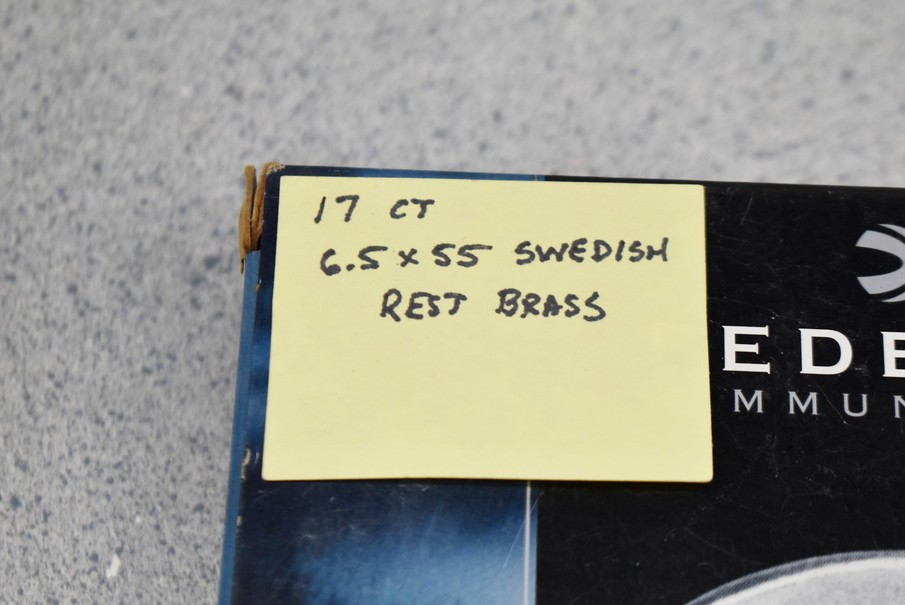 17 CT
6.5 x 55 SWEDISH
REST BRASS
EDE
MMUN